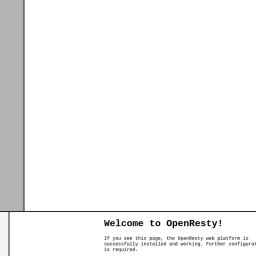 Welcome to OpenResty!
If you see this page, the OpenResty web platform is
successfully installed and working. Further configurat
is required.